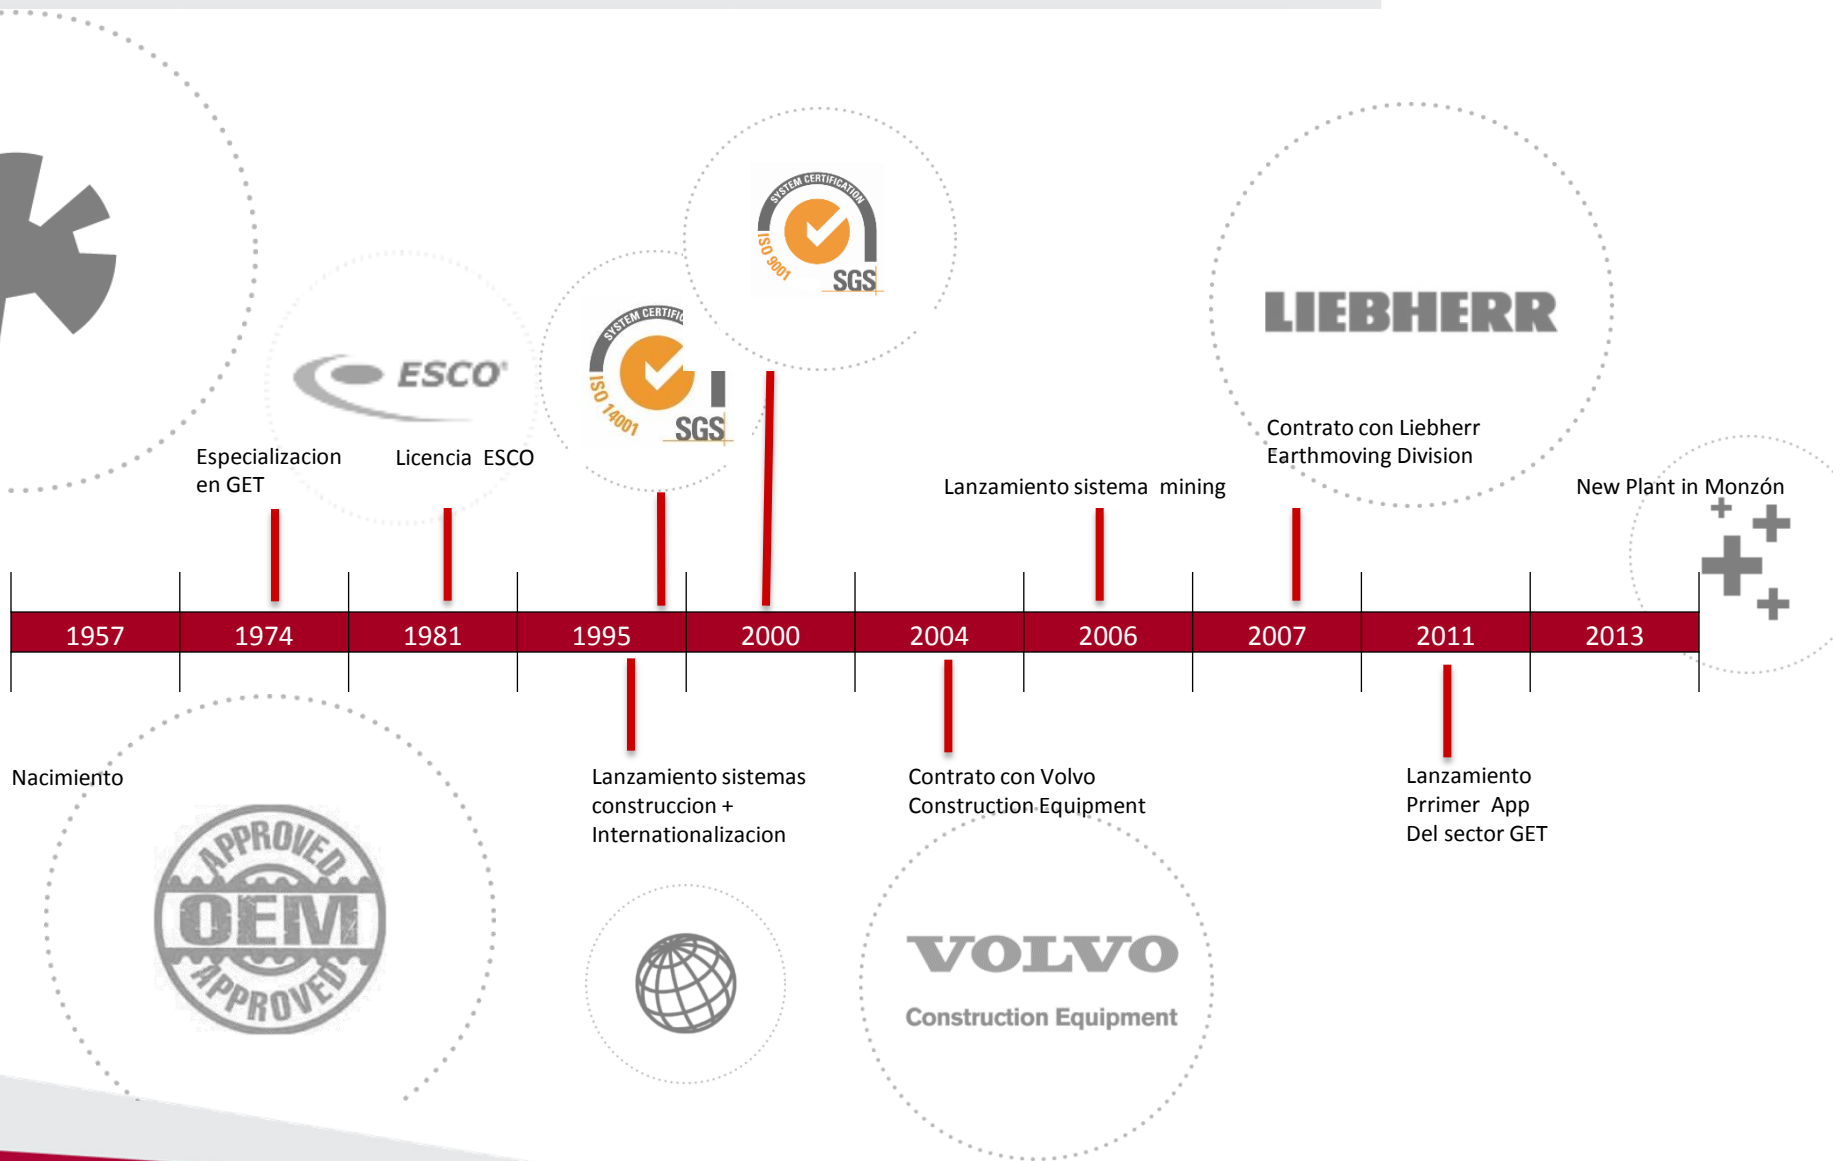 SYSTEM CERTIFICATION
ISO 9001
SGS
SYSTEM CERTIFIC
ISO 14001
SGS
ESCO
LIEBHERR
Especializacion
en GET
Licencia  ESCO
Lanzamiento sistema  mining
Contrato con Liebherr
Earthmoving Division
New Plant in Monzón
1957
1974
1981
1995
2000
2004
2006
2007
2011
2013
Nacimiento
Lanzamiento sistemas
construccion +
Internationalizacion
Contrato con Volvo
Construction Equipment
Lanzamiento
Prrimer  App
Del sector GET
APPROVED
OEM
APPROVED
VOLVO
Construction Equipment